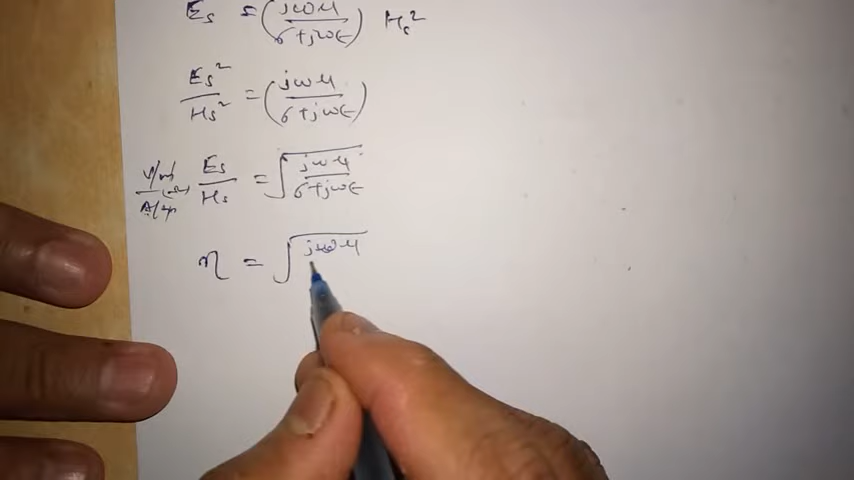 Es = (jωμ / σ+jωϵ) Hs²
Es² / Hs² = (jωμ / σ+jωϵ)
V/m / A/m (Ω) Es / Hs = √(jωμ / σ+jωϵ)
η = √(jωμ